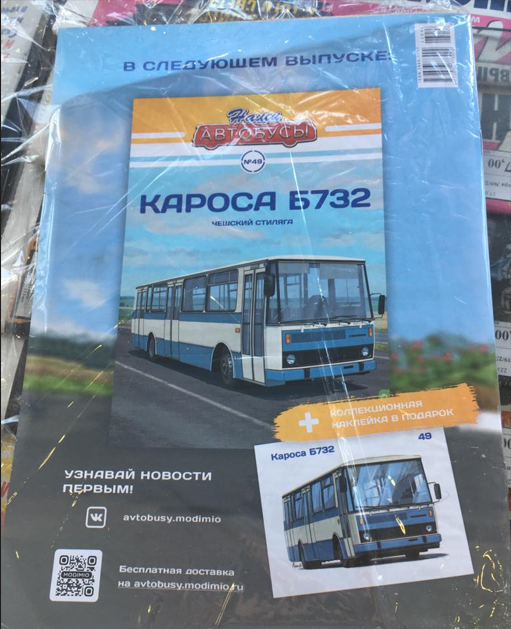 В СЛЕДУЮЩЕМ ВЫПУСКЕ:
Наши
АВТОБУСЫ
№49
КАРОСА Б732
ЧЕШСКИЙ СТИЛЯГА
+ КОЛЛЕКЦИОННАЯ
НАКЛЕЙКА В ПОДАРОК
Кароса Б732
49
УЗНАВАЙ НОВОСТИ
ПЕРВЫМ!
avtobusy.modimio
MODIMIO
Бесплатная доставка
на avtobusy.modimio.ru